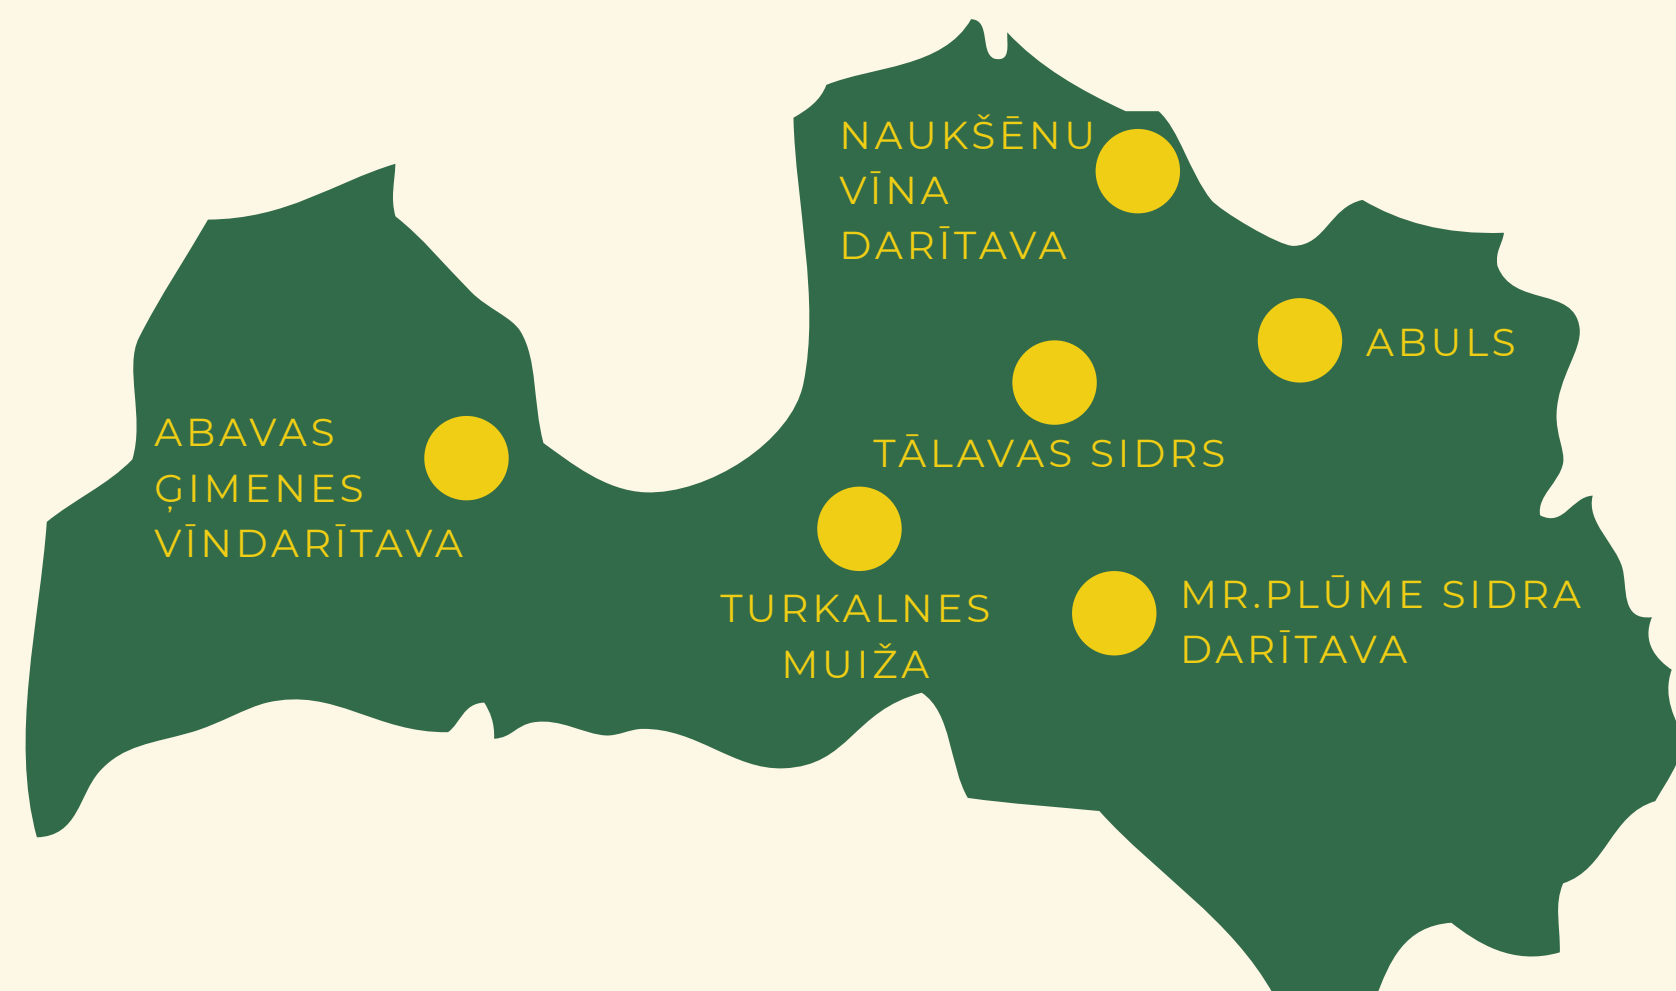 NAUKŠĒNU
VĪNA
DARĪTAVA
ABULS
ABAVAS
ĢIMENES
VĪNDARĪTAVA
TĀLAVAS SIDRS
TURKALNES
MUIŽA
MR.PLŪME SIDRA
DARĪTAVA